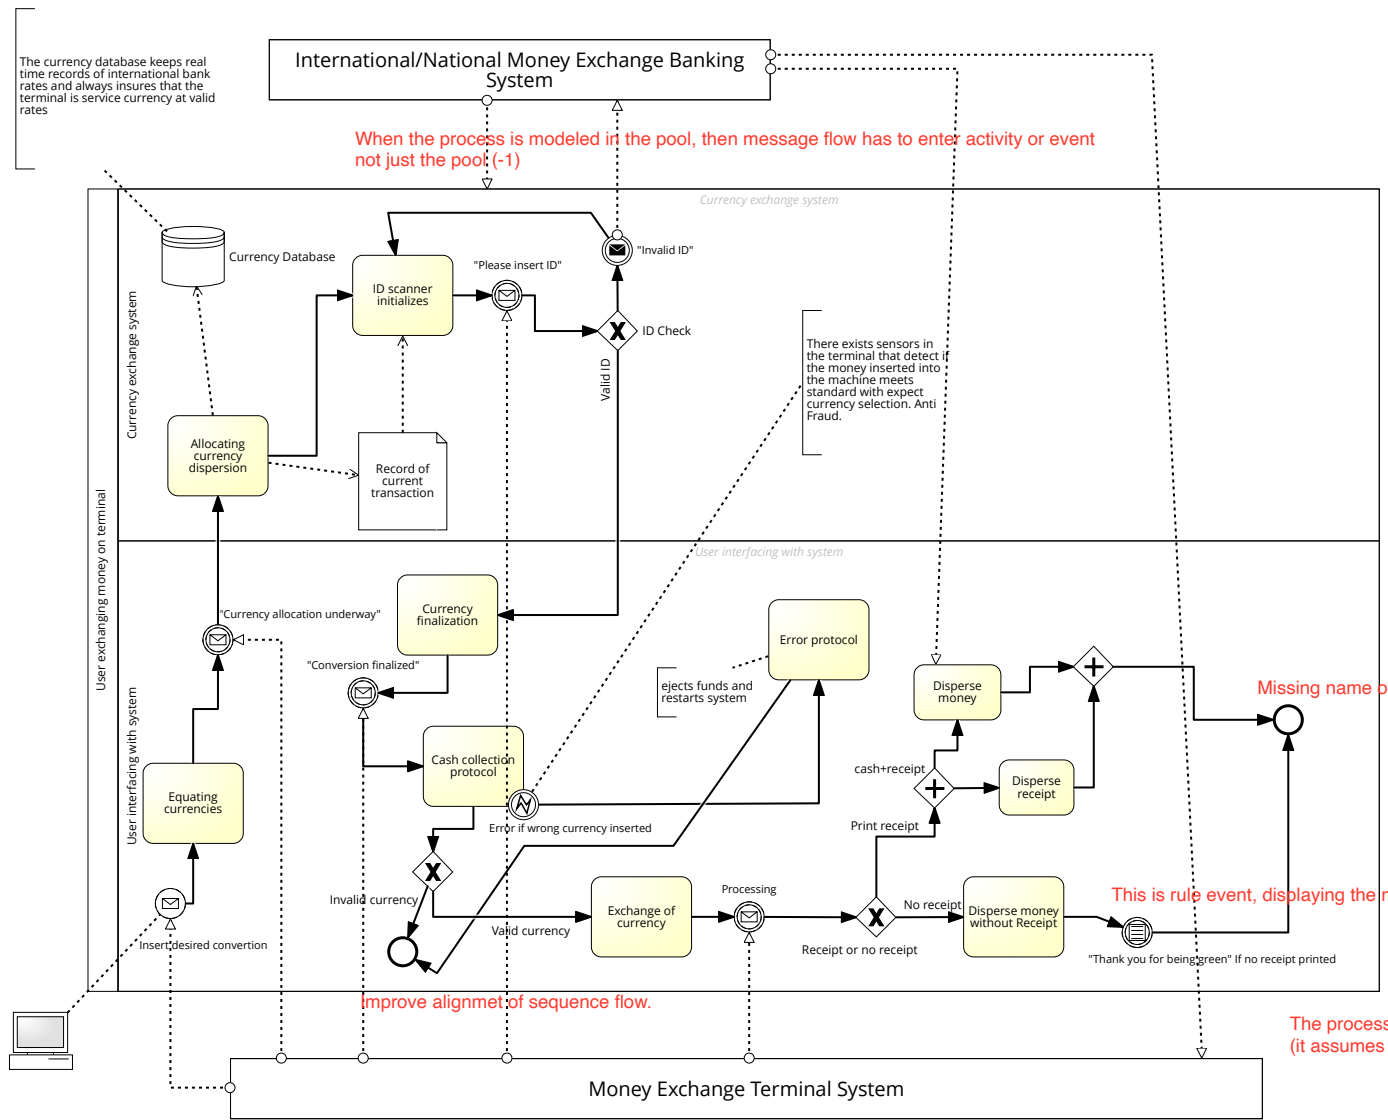 The currency database keeps real
time records of international bank
rates and always insures that the
terminal is service currency at valid
rates
International/National Money Exchange Banking
System
When the process is modeled in the pool, then message flow has to enter activity or event
not just the pool (-1)
Currency exchange system
Currency Database
"Invalid ID"
"Please insert ID"
ID scanner
initializes
ID Check
Valid ID
Currency exchange system
There exists sensors in
the terminal that detect if
the money inserted into
the machine meets
standard with expect
currency selection. Anti
Fraud.
Allocating
currency
dispersion
Record of
current
transaction
User exchanging money on terminal
User interfacing with system
"Currency allocation underway"
Currency
finalization
Error protocol
"Conversion finalized"
ejects funds and
restarts system
Disperse
money
Missing name o
User interfacing with system
Cash collection
protocol
cash+receipt
Disperse
receipt
Equating
currencies
Error if wrong currency inserted
Print receipt
Invalid currency
Processing
This is rule event, displaying the m
Exchange of
currency
No receipt
Disperse money
without Receipt
Valid currency
Insert desired convertion
Receipt or no receipt
"Thank you for being green" If no receipt printed
Improve alignmet of sequence flow.
The process
(it assumes
Money Exchange Terminal System